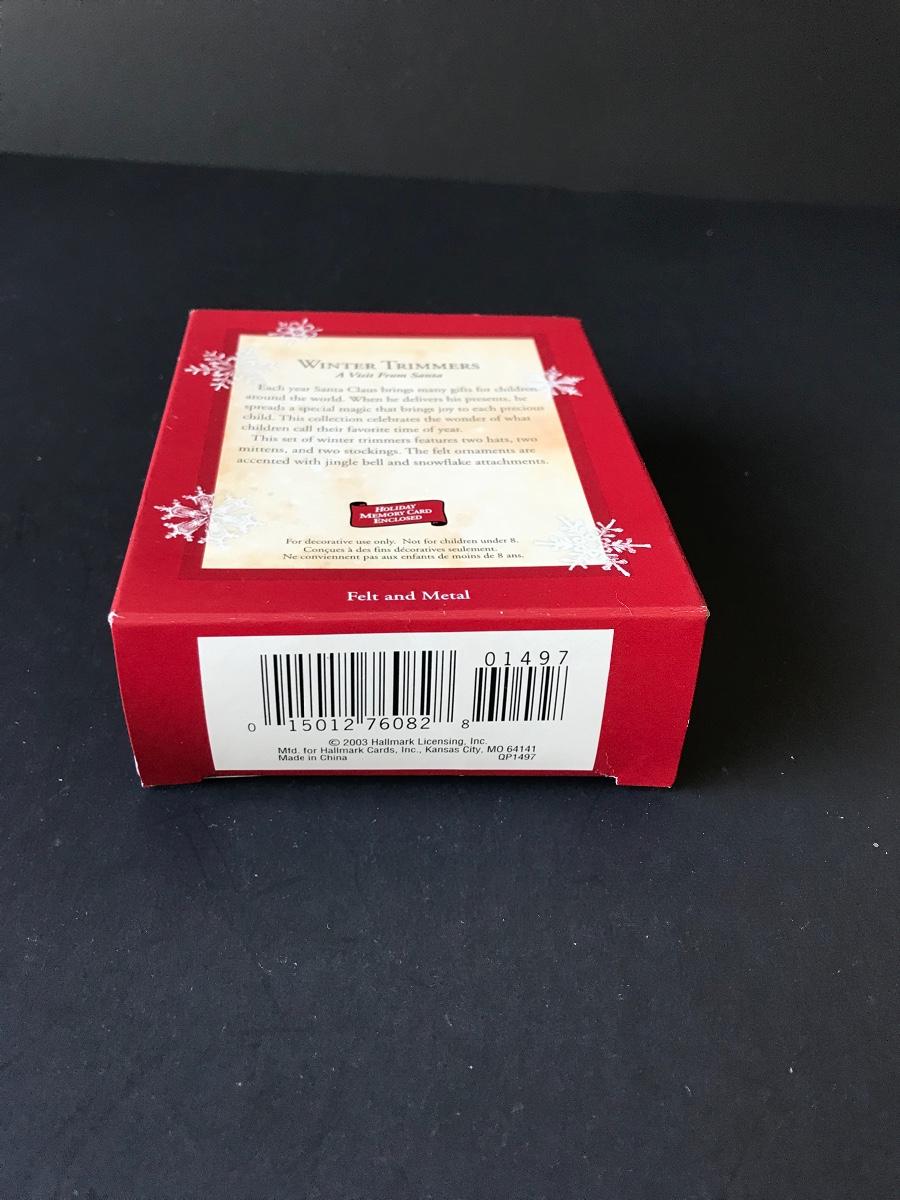 WINTER TRIMMERS
A Visit From Santa
Each year Santa Claus brings many gifts for children
around the world. When he delivers his presents, he
spreads a special magic that brings joy to each precious
child. This collection celebrates the wonder of what
children call their favorite time of year.
This set of winter trimmers features two hats, two
mittens, and two stockings. The felt ornaments are
accented with jingle bell and snowflake attachments.
HOLIDAY
MEMORY CARD
ENCLOSED
For decorative use only. Not for children under 8.
Conçues à des fins décoratives seulement.
Ne conviennent pas aux enfants de moins de 8 ans.
Felt and Metal
01497
0 15012 76082 8
© 2003 Hallmark Licensing, Inc.
Mfd. for Hallmark Cards, Inc., Kansas City, MO 64141
Made in China QP1497